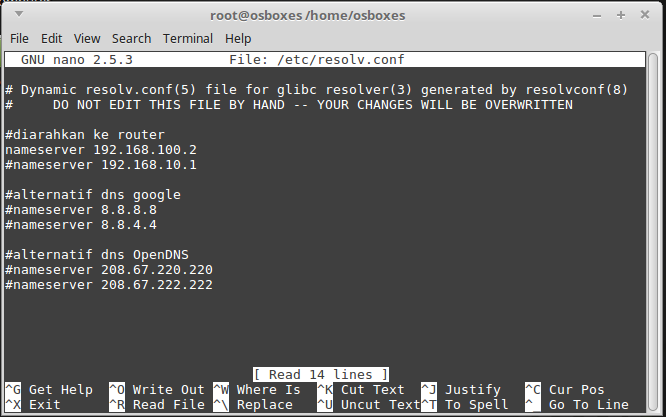 root@osboxes/home/osboxes
File Edit View Search Terminal Help
GNU nano 2.5.3 File: /etc/resolv.conf
# Dynamic resolv.conf(5) file for glibc resolver(3) generated by resolvconf(8)
# DO NOT EDIT THIS FILE BY HAND -- YOUR CHANGES WILL BE OVERWRITTEN
#diarahkan ke router
nameserver 192.168.100.2
#nameserver 192.168.10.1
#alternatif dns google
#nameserver 8.8.8.8
#nameserver 8.8.4.4
#alternatif dns OpenDNS
#nameserver 208.67.220.220
#nameserver 208.67.222.222
[ Read 14 lines ]
^G Get Help ^O Write Out ^W Where Is ^K Cut Text ^J Justify ^C Cur Pos
^X Exit ^R Read File ^\ Replace ^U Uncut Text ^T To Spell ^_ Go To Line